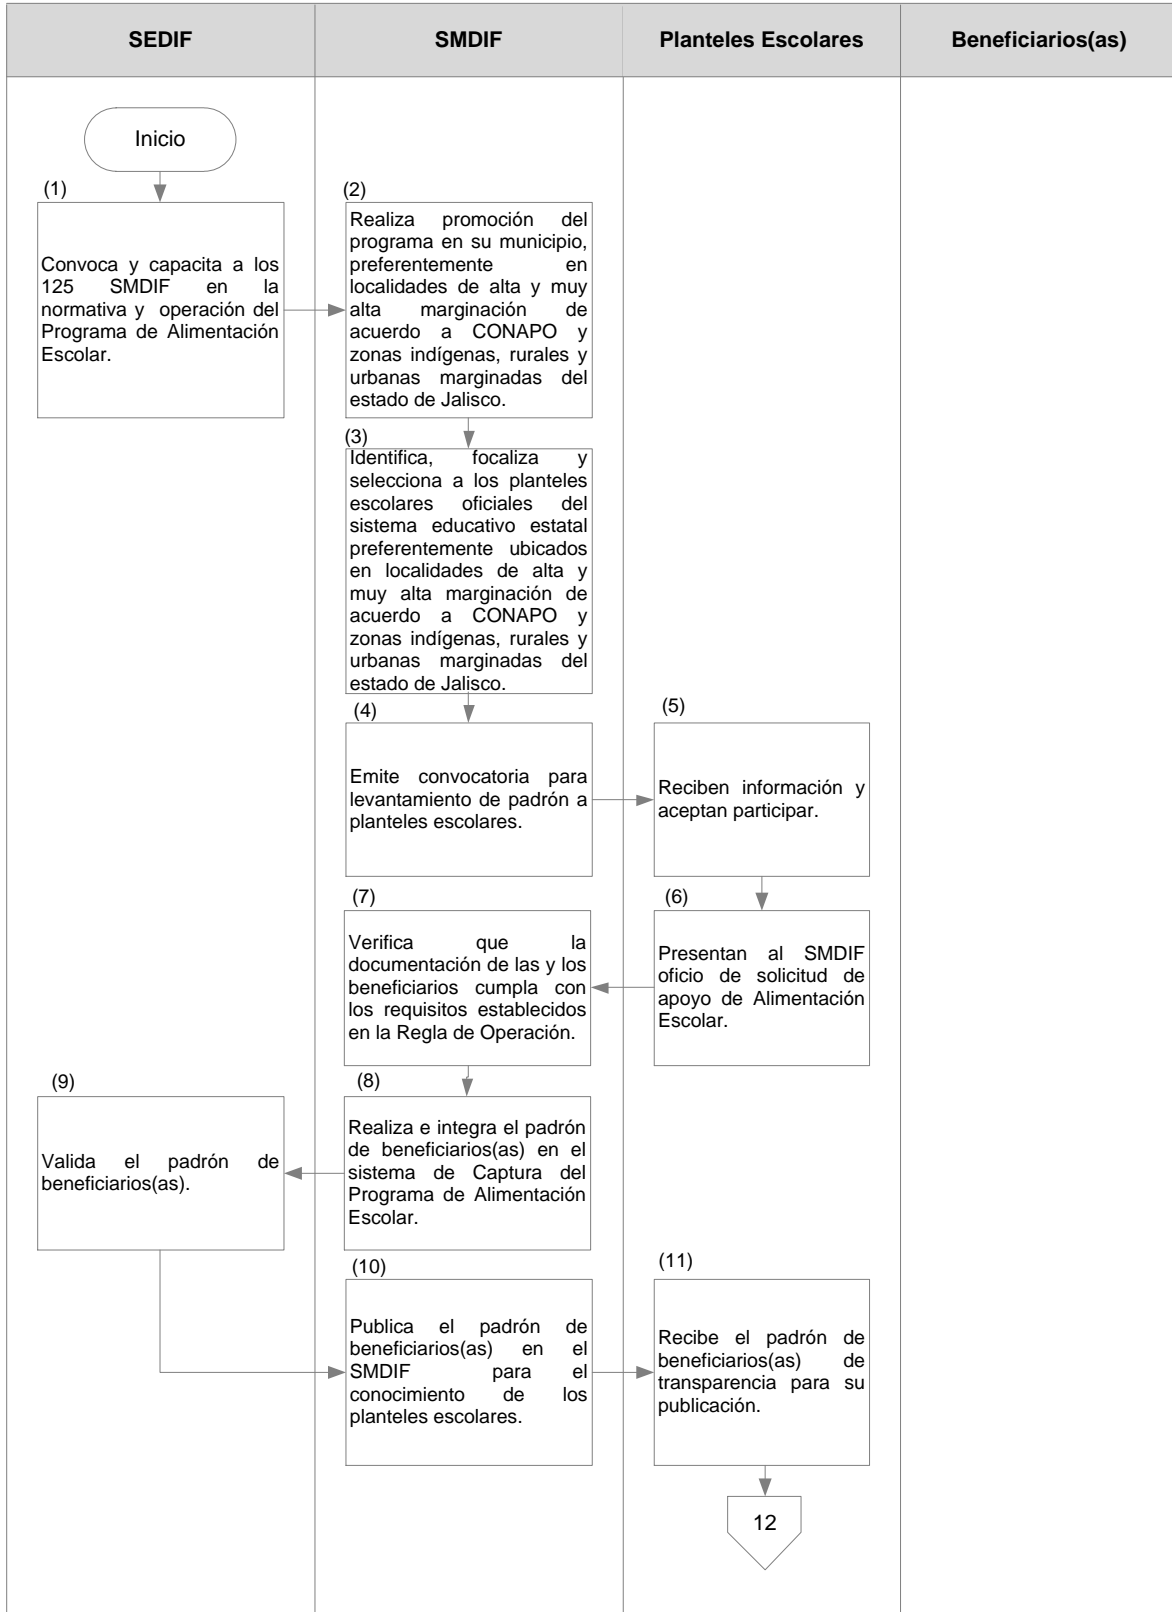 SEDIF
SMDIF
Planteles Escolares
Beneficiarios(as)
Inicio
(1)
Convoca y capacita a los
125 SMDIF en la
normativa y operación del
Programa de Alimentación
Escolar.
(2)
Realiza promoción del
programa en su municipio,
preferentemente en
localidades de alta y muy
alta marginación de
acuerdo a CONAPO y
zonas indígenas, rurales y
urbanas marginadas del
estado de Jalisco.
(3)
Identifica, focaliza y
selecciona a los planteles
escolares oficiales del
sistema educativo estatal
preferentemente ubicados
en localidades de alta y
muy alta marginación de
acuerdo a CONAPO y
zonas indígenas, rurales y
urbanas marginadas del
estado de Jalisco.
(4)
Emite convocatoria para
levantamiento de padrón a
planteles escolares.
(5)
Reciben información y
aceptan participar.
(6)
Presentan al SMDIF
oficio de solicitud de
apoyo de Alimentación
Escolar.
(7)
Verifica que la
documentación de las y los
beneficiarios cumpla con
los requisitos establecidos
en la Regla de Operación.
(8)
Realiza e integra el padrón
de beneficiarios(as) en el
sistema de Captura del
Programa de Alimentación
Escolar.
(9)
Valida el padrón de
beneficiarios(as).
(10)
Publica el padrón de
beneficiarios(as) en el
SMDIF para el
conocimiento de los
planteles escolares.
(11)
Recibe el padrón de
beneficiarios(as) de
transparencia para su
publicación.
12